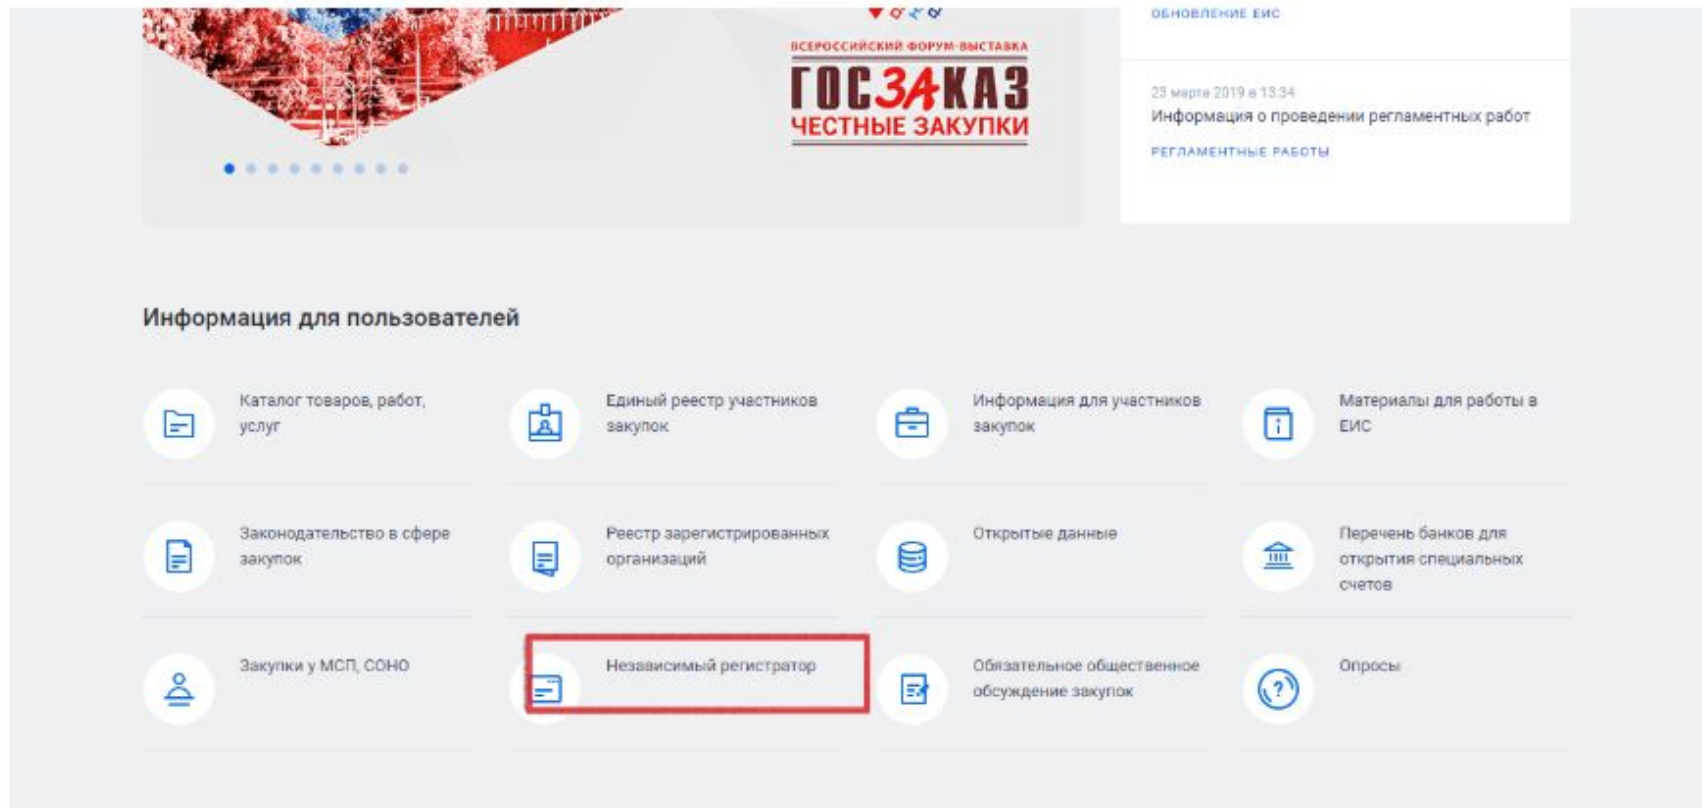 ВСЕРОССИЙСКИЙ ФОРУМ-ВЫСТАВКА
ГОСЗАКАЗ
ЧЕСТНЫЕ ЗАКУПКИ
ОБНОВЛЕНИЕ ЕИС
23 марта 2019 в 13:34
Информация о проведении регламентных работ
РЕГЛАМЕНТНЫЕ РАБОТЫ
Информация для пользователей
Каталог товаров, работ,
услуг
Единый реестр участников
закупок
Информация для участников
закупок
Материалы для работы в
ЕИС
Законодательство в сфере
закупок
Реестр зарегистрированных
организаций
Открытые данные
Перечень банков для
открытия специальных
счетов
Закупки у МСП, СОНО
Независимый регистратор
Обязательное общественное
обсуждение закупок
Опросы